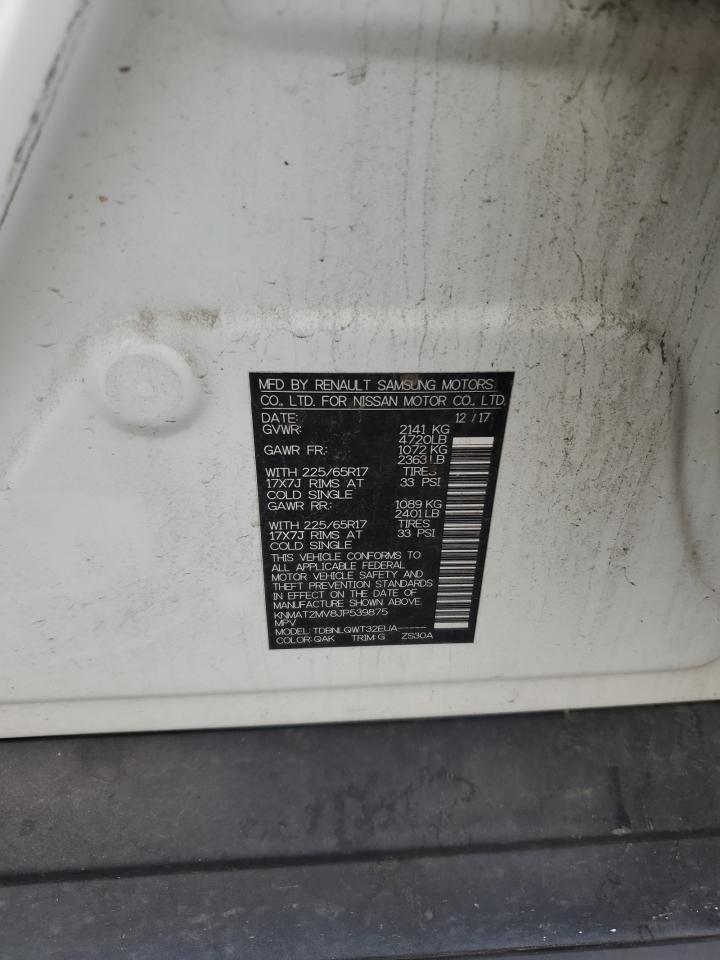 MFD BY RENAULT SAMSUNG MOTORS
CO., LTD. FOR NISSAN MOTOR CO., LTD.
DATE: 12 / 17
GVWR: 2141 KG
4720LB
GAWR FR: 1072 KG
2363LB
WITH 225/65R17 TIRES
17X7J RIMS AT 33 PSI
COLD SINGLE
GAWR RR: 1089 KG
2401LB
WITH 225/65R17 TIRES
17X7J RIMS AT 33 PSI
COLD SINGLE
THIS VEHICLE CONFORMS TO
ALL APPLICABLE FEDERAL
MOTOR VEHICLE SAFETY AND
THEFT PREVENTION STANDARDS
IN EFFECT ON THE DATE OF
MANUFACTURE SHOWN ABOVE
KNMAT2MV8JP539875
MPV
MODEL: TDBNLQWT32EUA-----
COLOR:QAK TRIM:G ZS30A